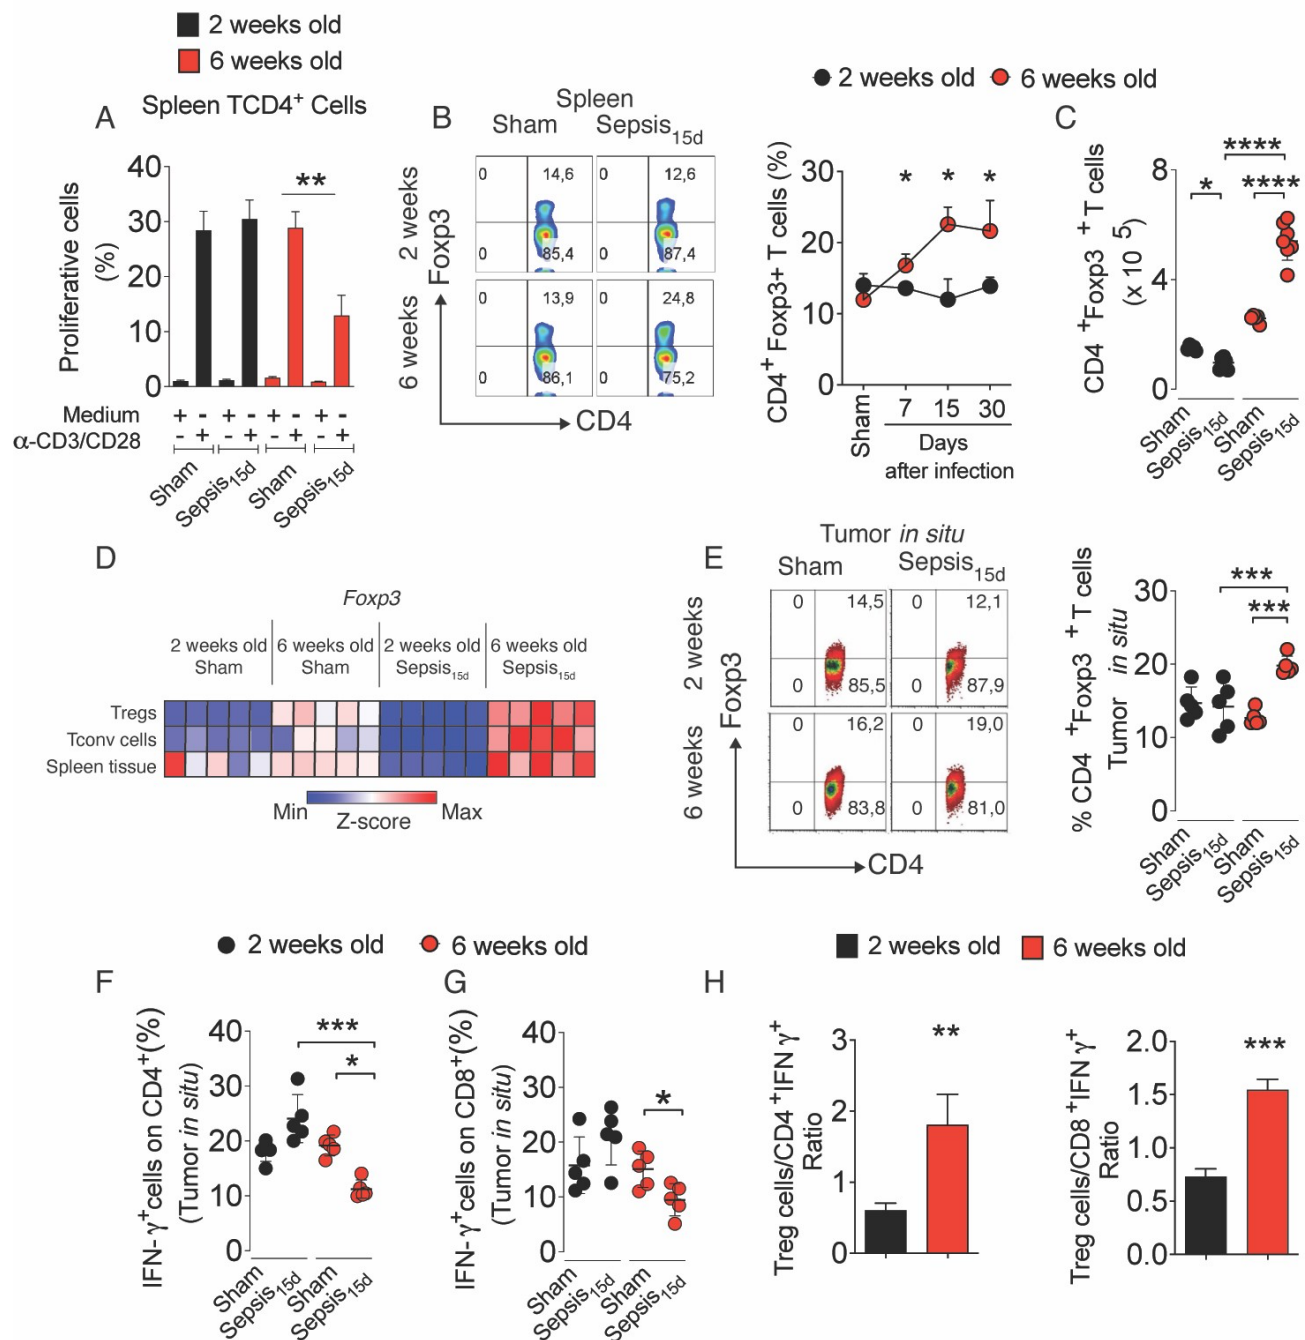 2 weeks old
6 weeks old
A
Spleen TCD4+ Cells
Proliferative cells
(%)
40
30
20
10
0
**
Medium + - + - + - + -
α-CD3/CD28 - + - + - + - +
Sham
Sepsis15d
Sham
Sepsis15d
B
Spleen
Sham Sepsis15d
2 weeks
6 weeks
Foxp3
0 14,6 0 12,6
0 85,4 0 87,4
0 13,9 0 24,8
0 86,1 0 75,2
CD4
2 weeks old 6 weeks old
CD4+ Foxp3+ T cells (%)
30
20
10
0
* * *
Sham 7 15 30
Days
after infection
C
CD4 +Foxp3 + T cells
(x 10 5)
8
4
0
****
* ****
Sham
Sepsis15d
Sham
Sepsis15d
D
Foxp3
2 weeks old 6 weeks old 2 weeks old 6 weeks old
Sham Sham Sepsis15d Sepsis15d
Tregs
Tconv cells
Spleen tissue
Min Max
Z-score
E
Tumor in situ
Sham Sepsis15d
2 weeks
6 weeks
Foxp3
0 14,5 0 12,1
0 85,5 0 87,9
0 16,2 0 19,0
0 83,8 0 81,0
CD4
% CD4 +Foxp3 + T cells
Tumor in situ
30
20
10
0
***
***
Sham
Sepsis15d
Sham
Sepsis15d
2 weeks old 6 weeks old
F
IFN-γ+cells on CD4+(%)
(Tumor in situ)
40
30
20
10
0
***
*
Sham
Sepsis15d
Sham
Sepsis15d
G
IFN-γ+cells on CD8+(%)
(Tumor in situ)
40
30
20
10
0
*
Sham
Sepsis15d
Sham
Sepsis15d
2 weeks old 6 weeks old
H
Treg cells/CD4 +IFN γ+
Ratio
3
2
1
0
**
Treg cells/CD8 +IFN γ+
Ratio
2.0
1.5
1.0
0.5
0.0
***